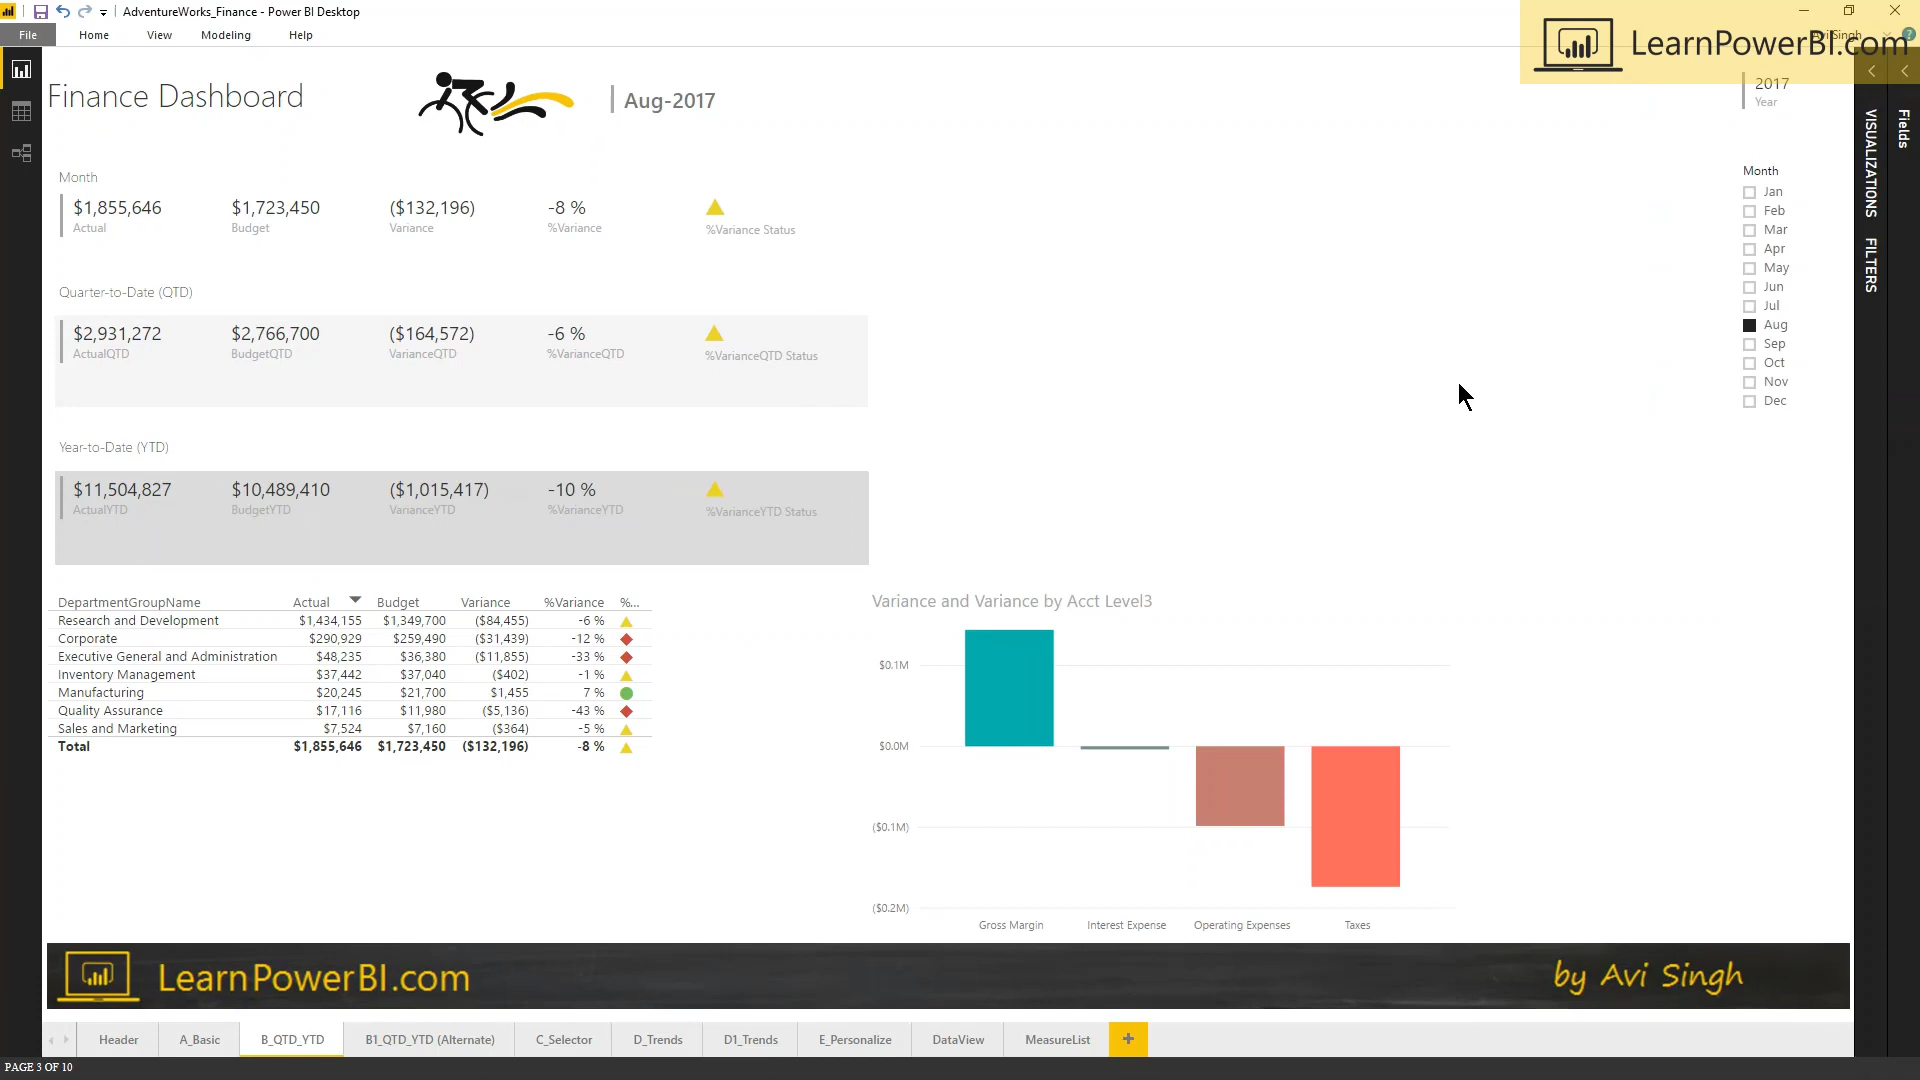 AdventureWorks_Finance - Power BI Desktop
File Home View Modeling Help
Avi Singh
LearnPowerBI.com
Finance Dashboard
Aug-2017
2017
Year
VISUALIZATIONS
FILTERS
Fields
Month
$1,855,646 $1,723,450 ($132,196) -8 %
Actual Budget Variance %Variance %Variance Status
Quarter-to-Date (QTD)
$2,931,272 $2,766,700 ($164,572) -6 %
ActualQTD BudgetQTD VarianceQTD %VarianceQTD %VarianceQTD Status
Year-to-Date (YTD)
$11,504,827 $10,489,410 ($1,015,417) -10 %
ActualYTD BudgetYTD VarianceYTD %VarianceYTD %VarianceYTD Status
Month
Jan
Feb
Mar
Apr
May
Jun
Jul
Aug
Sep
Oct
Nov
Dec
DepartmentGroupName Actual Budget Variance %Variance %...
Research and Development $1,434,155 $1,349,700 ($84,455) -6 %
Corporate $290,929 $259,490 ($31,439) -12 %
Executive General and Administration $48,235 $36,380 ($11,855) -33 %
Inventory Management $37,442 $37,040 ($402) -1 %
Manufacturing $20,245 $21,700 $1,455 7 %
Quality Assurance $17,116 $11,980 ($5,136) -43 %
Sales and Marketing $7,524 $7,160 ($364) -5 %
Total $1,855,646 $1,723,450 ($132,196) -8 %
Variance and Variance by Acct Level3
$0.1M
$0.0M
($0.1M)
($0.2M)
Gross Margin Interest Expense Operating Expenses Taxes
LearnPowerBI.com
by Avi Singh
Header A_Basic B_QTD_YTD B1_QTD_YTD (Alternate) C_Selector D_Trends D1_Trends E_Personalize DataView MeasureList +
PAGE 3 OF 10